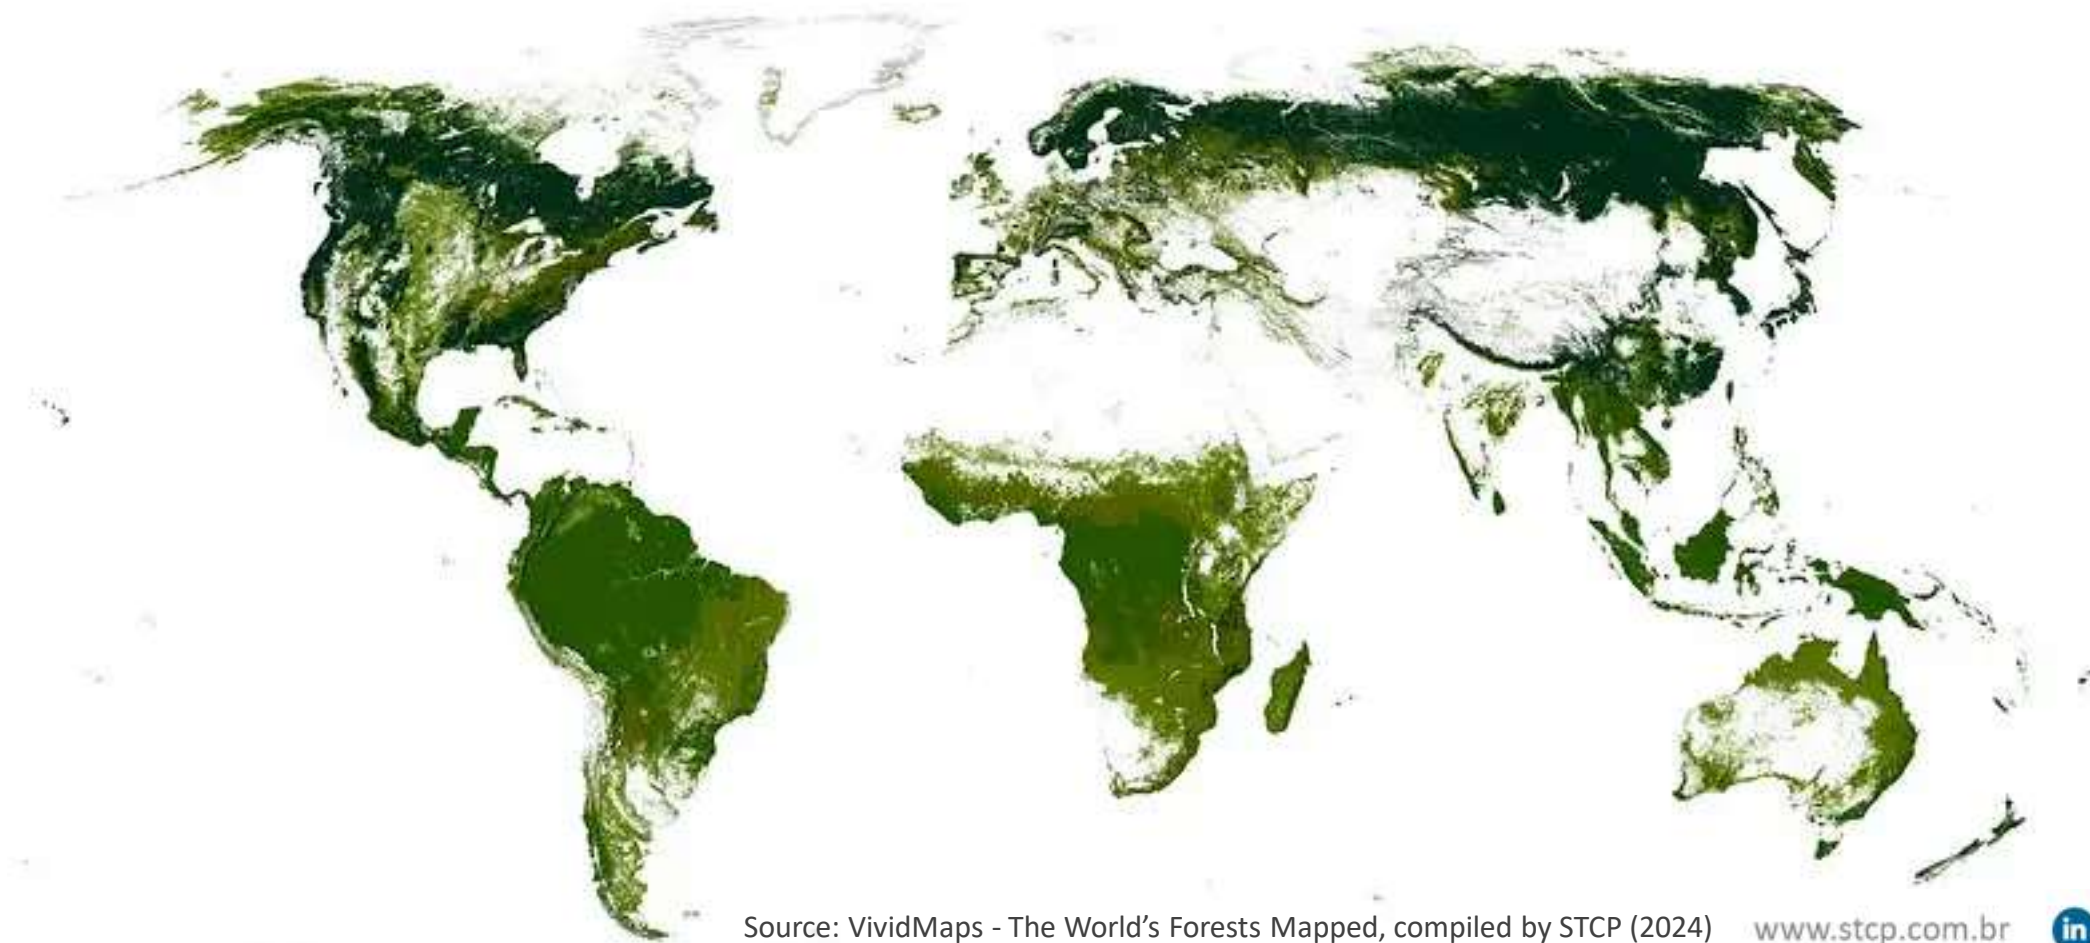 Source: VividMaps - The World’s Forests Mapped, compiled by STCP (2024) www.stcp.com.br in